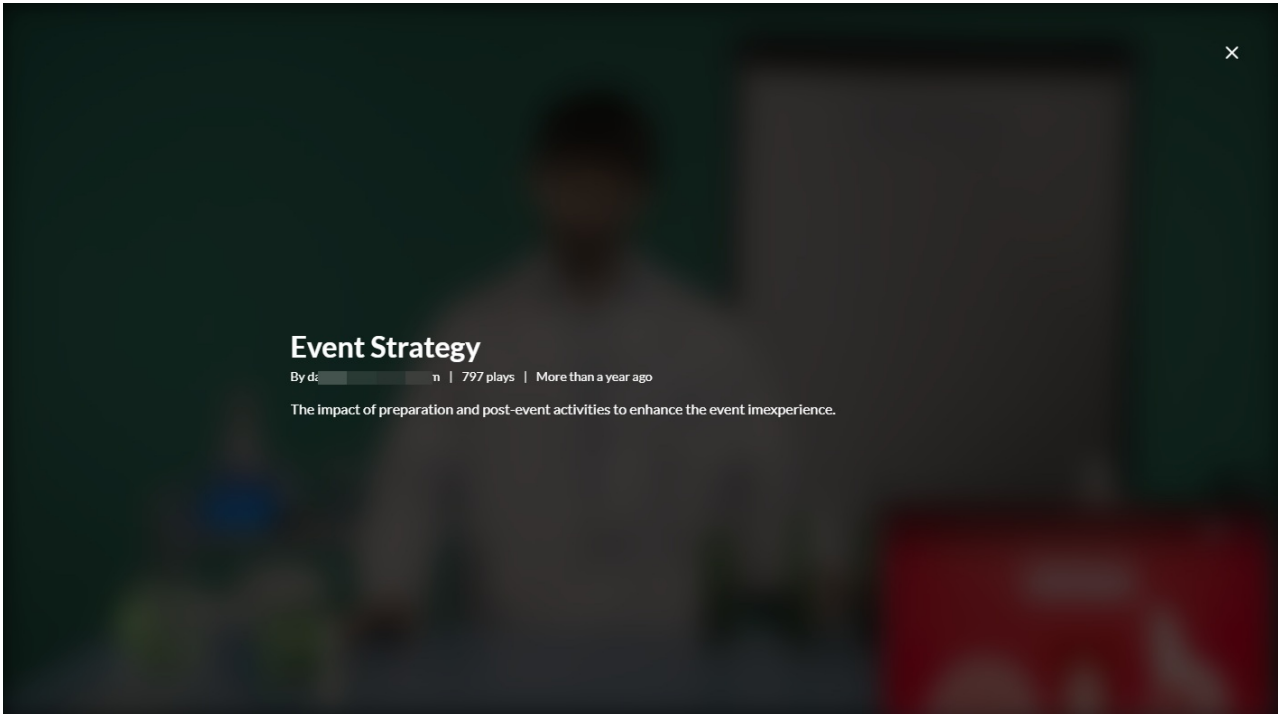 Event Strategy
By da m | 797 plays | More than a year ago
The impact of preparation and post-event activities to enhance the event imexperience.